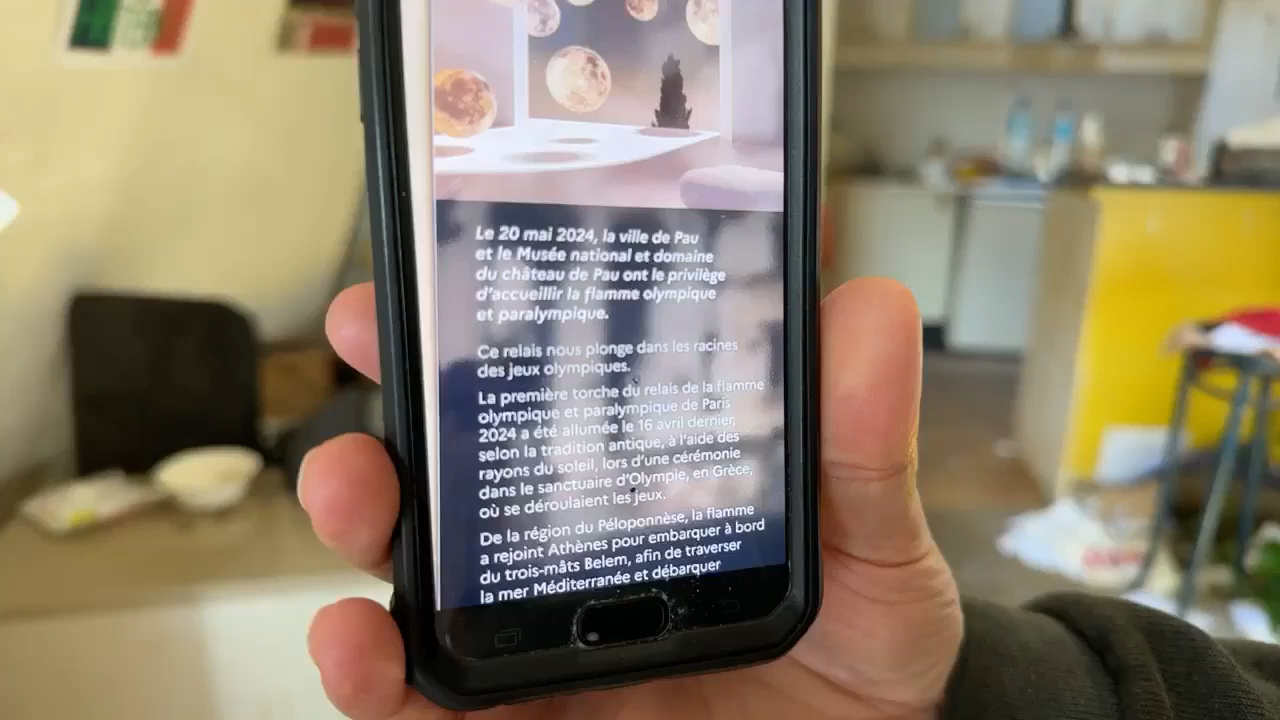 Le 20 mai 2024, la ville de Pau
et le Musée national et domaine
du château de Pau ont le privilège
d'accueillir la flamme olympique
et paralympique.
Ce relais nous plonge dans les racines
des jeux olympiques.
La première torche du relais de la flamme
olympique et paralympique de Paris
2024 a été allumée le 16 avril dernier,
selon la tradition antique, à l'aide des
rayons du soleil, lors d'une cérémonie
dans le sanctuaire d'Olympie, en Grèce,
où se déroulaient les jeux.
De la région du Péloponnèse, la flamme
a rejoint Athènes pour embarquer à bord
du trois-mâts Belem, afin de traverser
la mer Méditerranée et débarquer